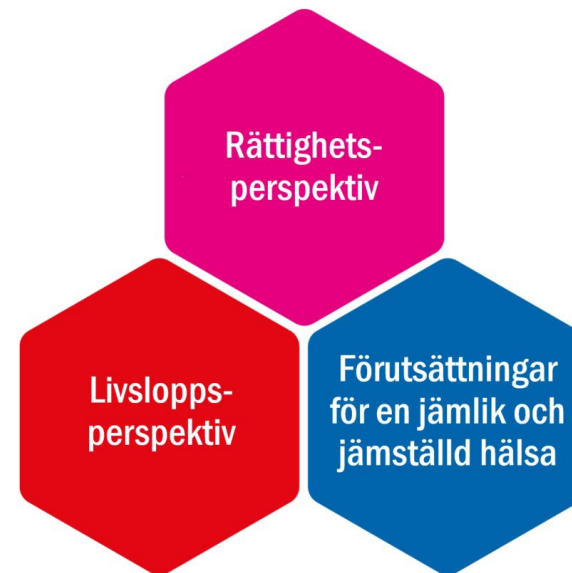 Rättighets-
perspektiv
Livslopps-
perspektiv
Förutsättningar
för en jämlik och
jämställd hälsa